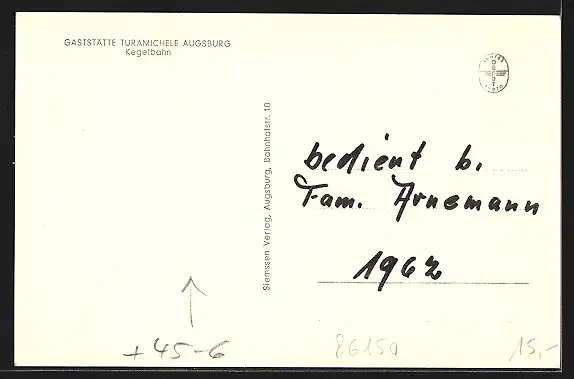 GASTSTÄTTE TURAMICHELE AUGSBURG
Kegelbahn
Siemssen Verlag, Augsburg, Bahnhofstr. 10
bedient b.
Fam. Arnemann
1962
+45-6
86150
15,-